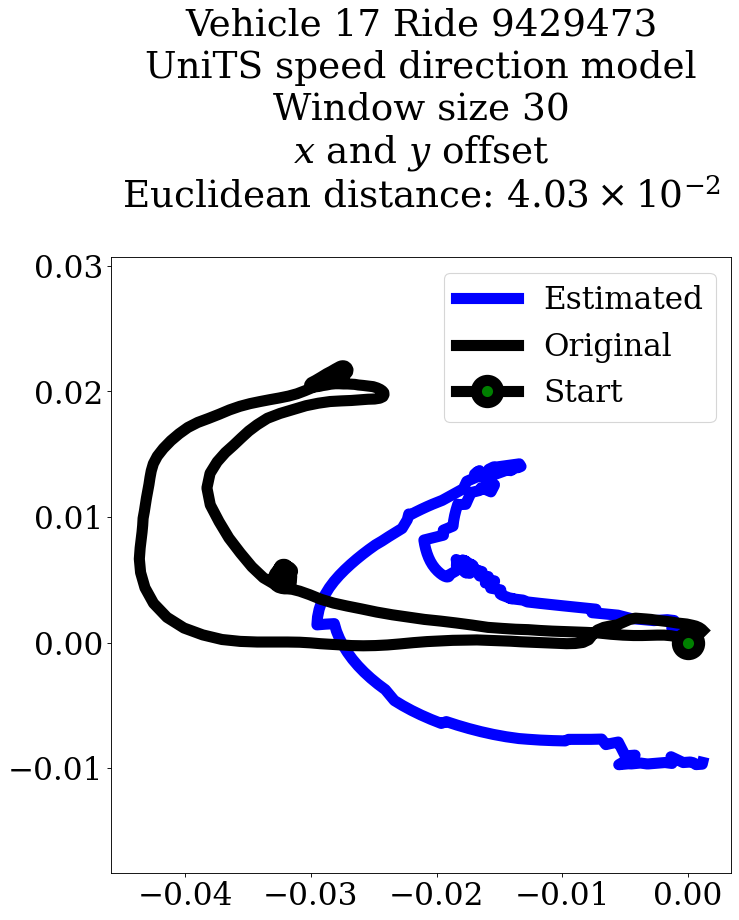 Vehicle 17 Ride 9429473
UniTS speed direction model
Window size 30
x and y offset
Euclidean distance: 4.03 × 10⁻²
0.03
Estimated
Original
Start
0.02
0.01
0.00
−0.01
−0.04 −0.03 −0.02 −0.01 0.00